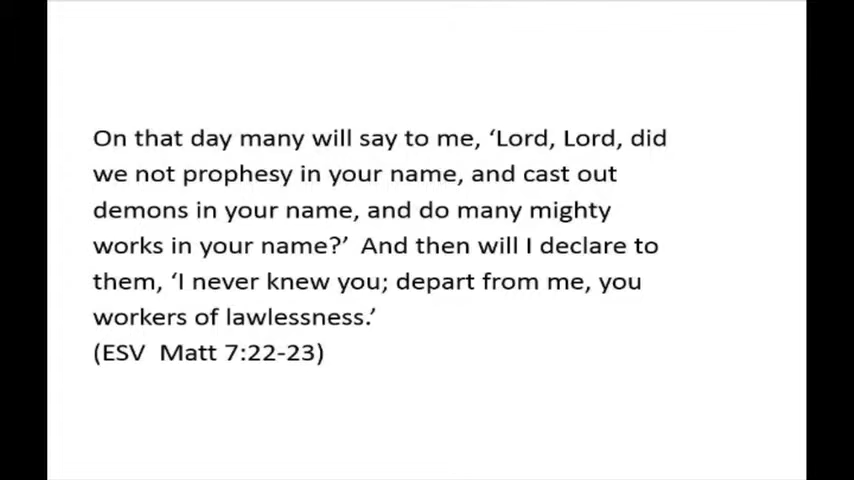 On that day many will say to me, ‘Lord, Lord, did
we not prophesy in your name, and cast out
demons in your name, and do many mighty
works in your name?’  And then will I declare to
them, ‘I never knew you; depart from me, you
workers of lawlessness.’
(ESV  Matt 7:22-23)